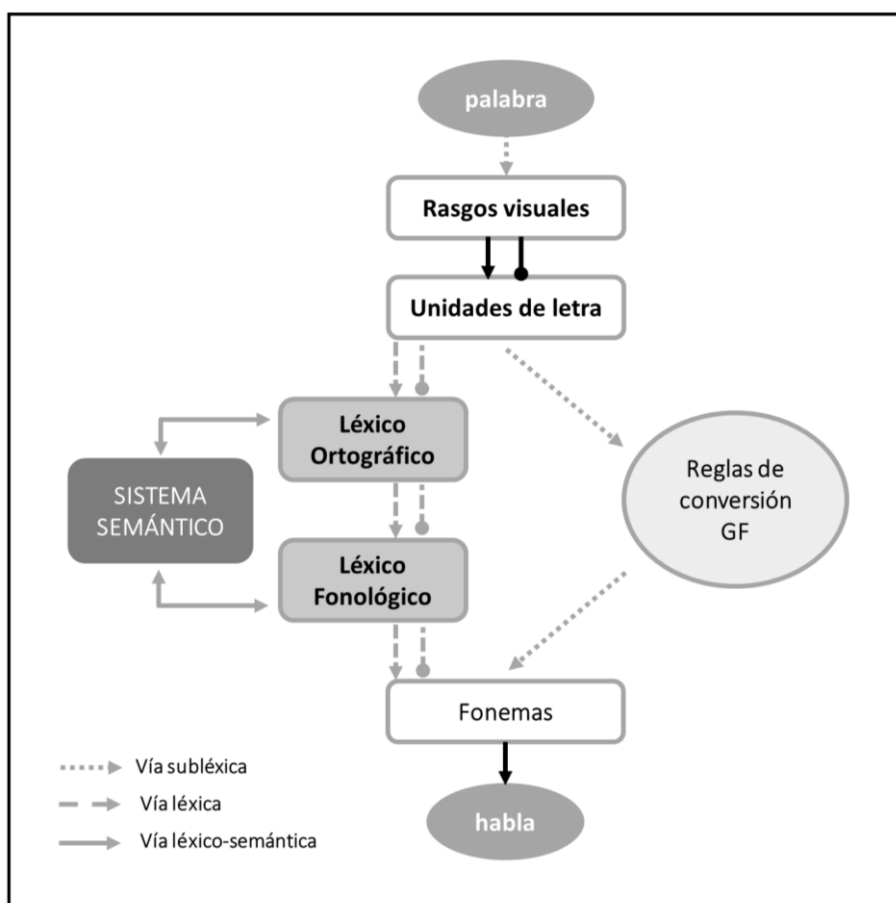 palabra
Rasgos visuales
Unidades de letra
Léxico
Ortográfico
SISTEMA
SEMÁNTICO
Reglas de
conversión
GF
Léxico
Fonológico
Fonemas
habla
Vía subléxica
Vía léxica
Vía léxico-semántica